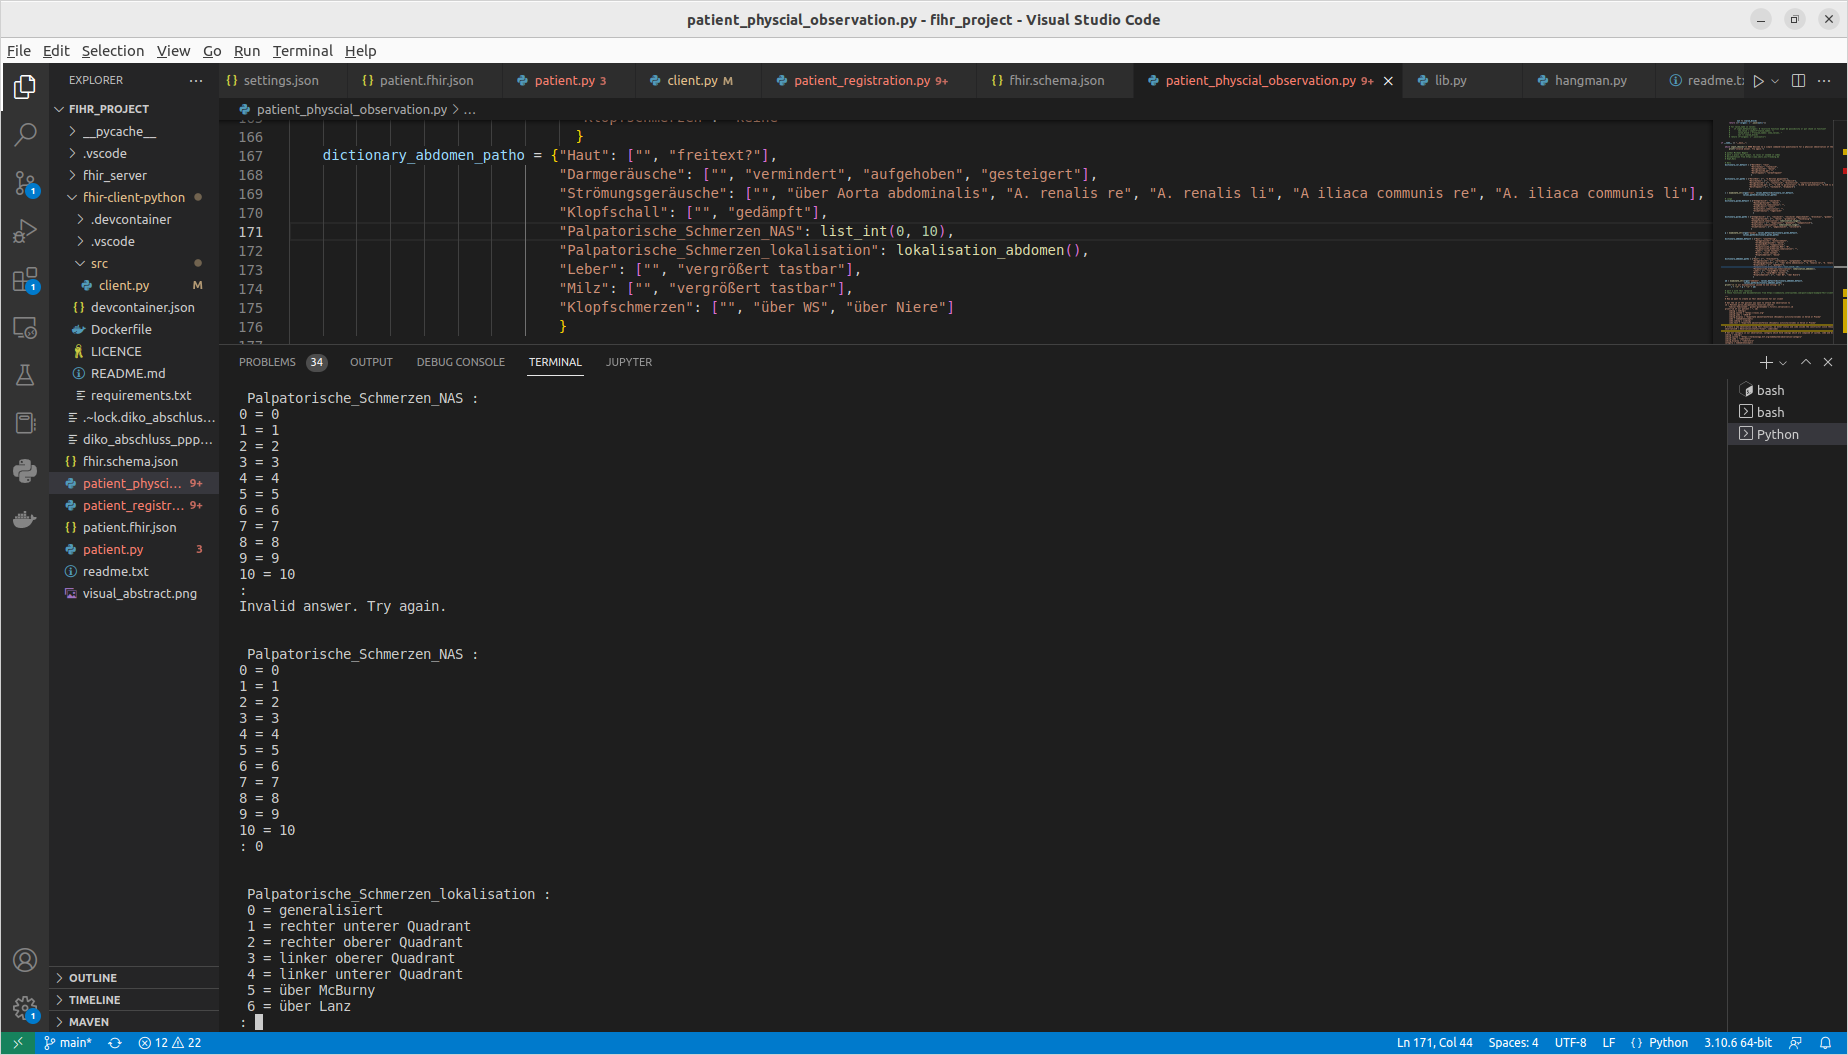 patient_physcial_observation.py - fihr_project - Visual Studio Code
File Edit Selection View Go Run Terminal Help
EXPLORER
settings.json
patient.fhir.json
patient.py 3
client.py M
patient_registration.py 9+
fhir.schema.json
patient_physcial_observation.py 9+
lib.py
hangman.py
readme.tx
patient_physcial_observation.py > ...
FIHR_PROJECT
__pycache__
.vscode
fhir_server
fhir-client-python
.devcontainer
.vscode
src
client.py M
devcontainer.json
Dockerfile
LICENCE
README.md
requirements.txt
.~lock.diko_abschlus...
diko_abschluss_ppp...
fhir.schema.json
patient_physci... 9+
patient_registr... 9+
patient.fhir.json
patient.py 3
readme.txt
visual_abstract.png
OUTLINE
TIMELINE
MAVEN
1
1
1
166 }
167 dictionary_abdomen_patho = {"Haut": ["", "freitext?"],
168 "Darmgeräusche": ["", "vermindert", "aufgehoben", "gesteigert"],
169 "Strömungsgeräusche": ["", "über Aorta abdominalis", "A. renalis re", "A. renalis li", "A iliaca communis re", "A. iliaca communis li"],
170 "Klopfschall": ["", "gedämpft"],
171 "Palpatorische_Schmerzen_NAS": list_int(0, 10),
172 "Palpatorische_Schmerzen_lokalisation": lokalisation_abdomen(),
173 "Leber": ["", "vergrößert tastbar"],
174 "Milz": ["", "vergrößert tastbar"],
175 "Klopfschmerzen": ["", "über WS", "über Niere"]
176 }
PROBLEMS 34 OUTPUT DEBUG CONSOLE TERMINAL JUPYTER
Palpatorische_Schmerzen_NAS :
0 = 0
1 = 1
2 = 2
3 = 3
4 = 4
5 = 5
6 = 6
7 = 7
8 = 8
9 = 9
10 = 10
:
Invalid answer. Try again.
Palpatorische_Schmerzen_NAS :
0 = 0
1 = 1
2 = 2
3 = 3
4 = 4
5 = 5
6 = 6
7 = 7
8 = 8
9 = 9
10 = 10
: 0
Palpatorische_Schmerzen_lokalisation :
0 = generalisiert
1 = rechter unterer Quadrant
2 = rechter oberer Quadrant
3 = linker oberer Quadrant
4 = linker unterer Quadrant
5 = über McBurny
6 = über Lanz
:
bash
bash
Python
main* 12 22 Ln 171, Col 44 Spaces: 4 UTF-8 LF { } Python 3.10.6 64-bit